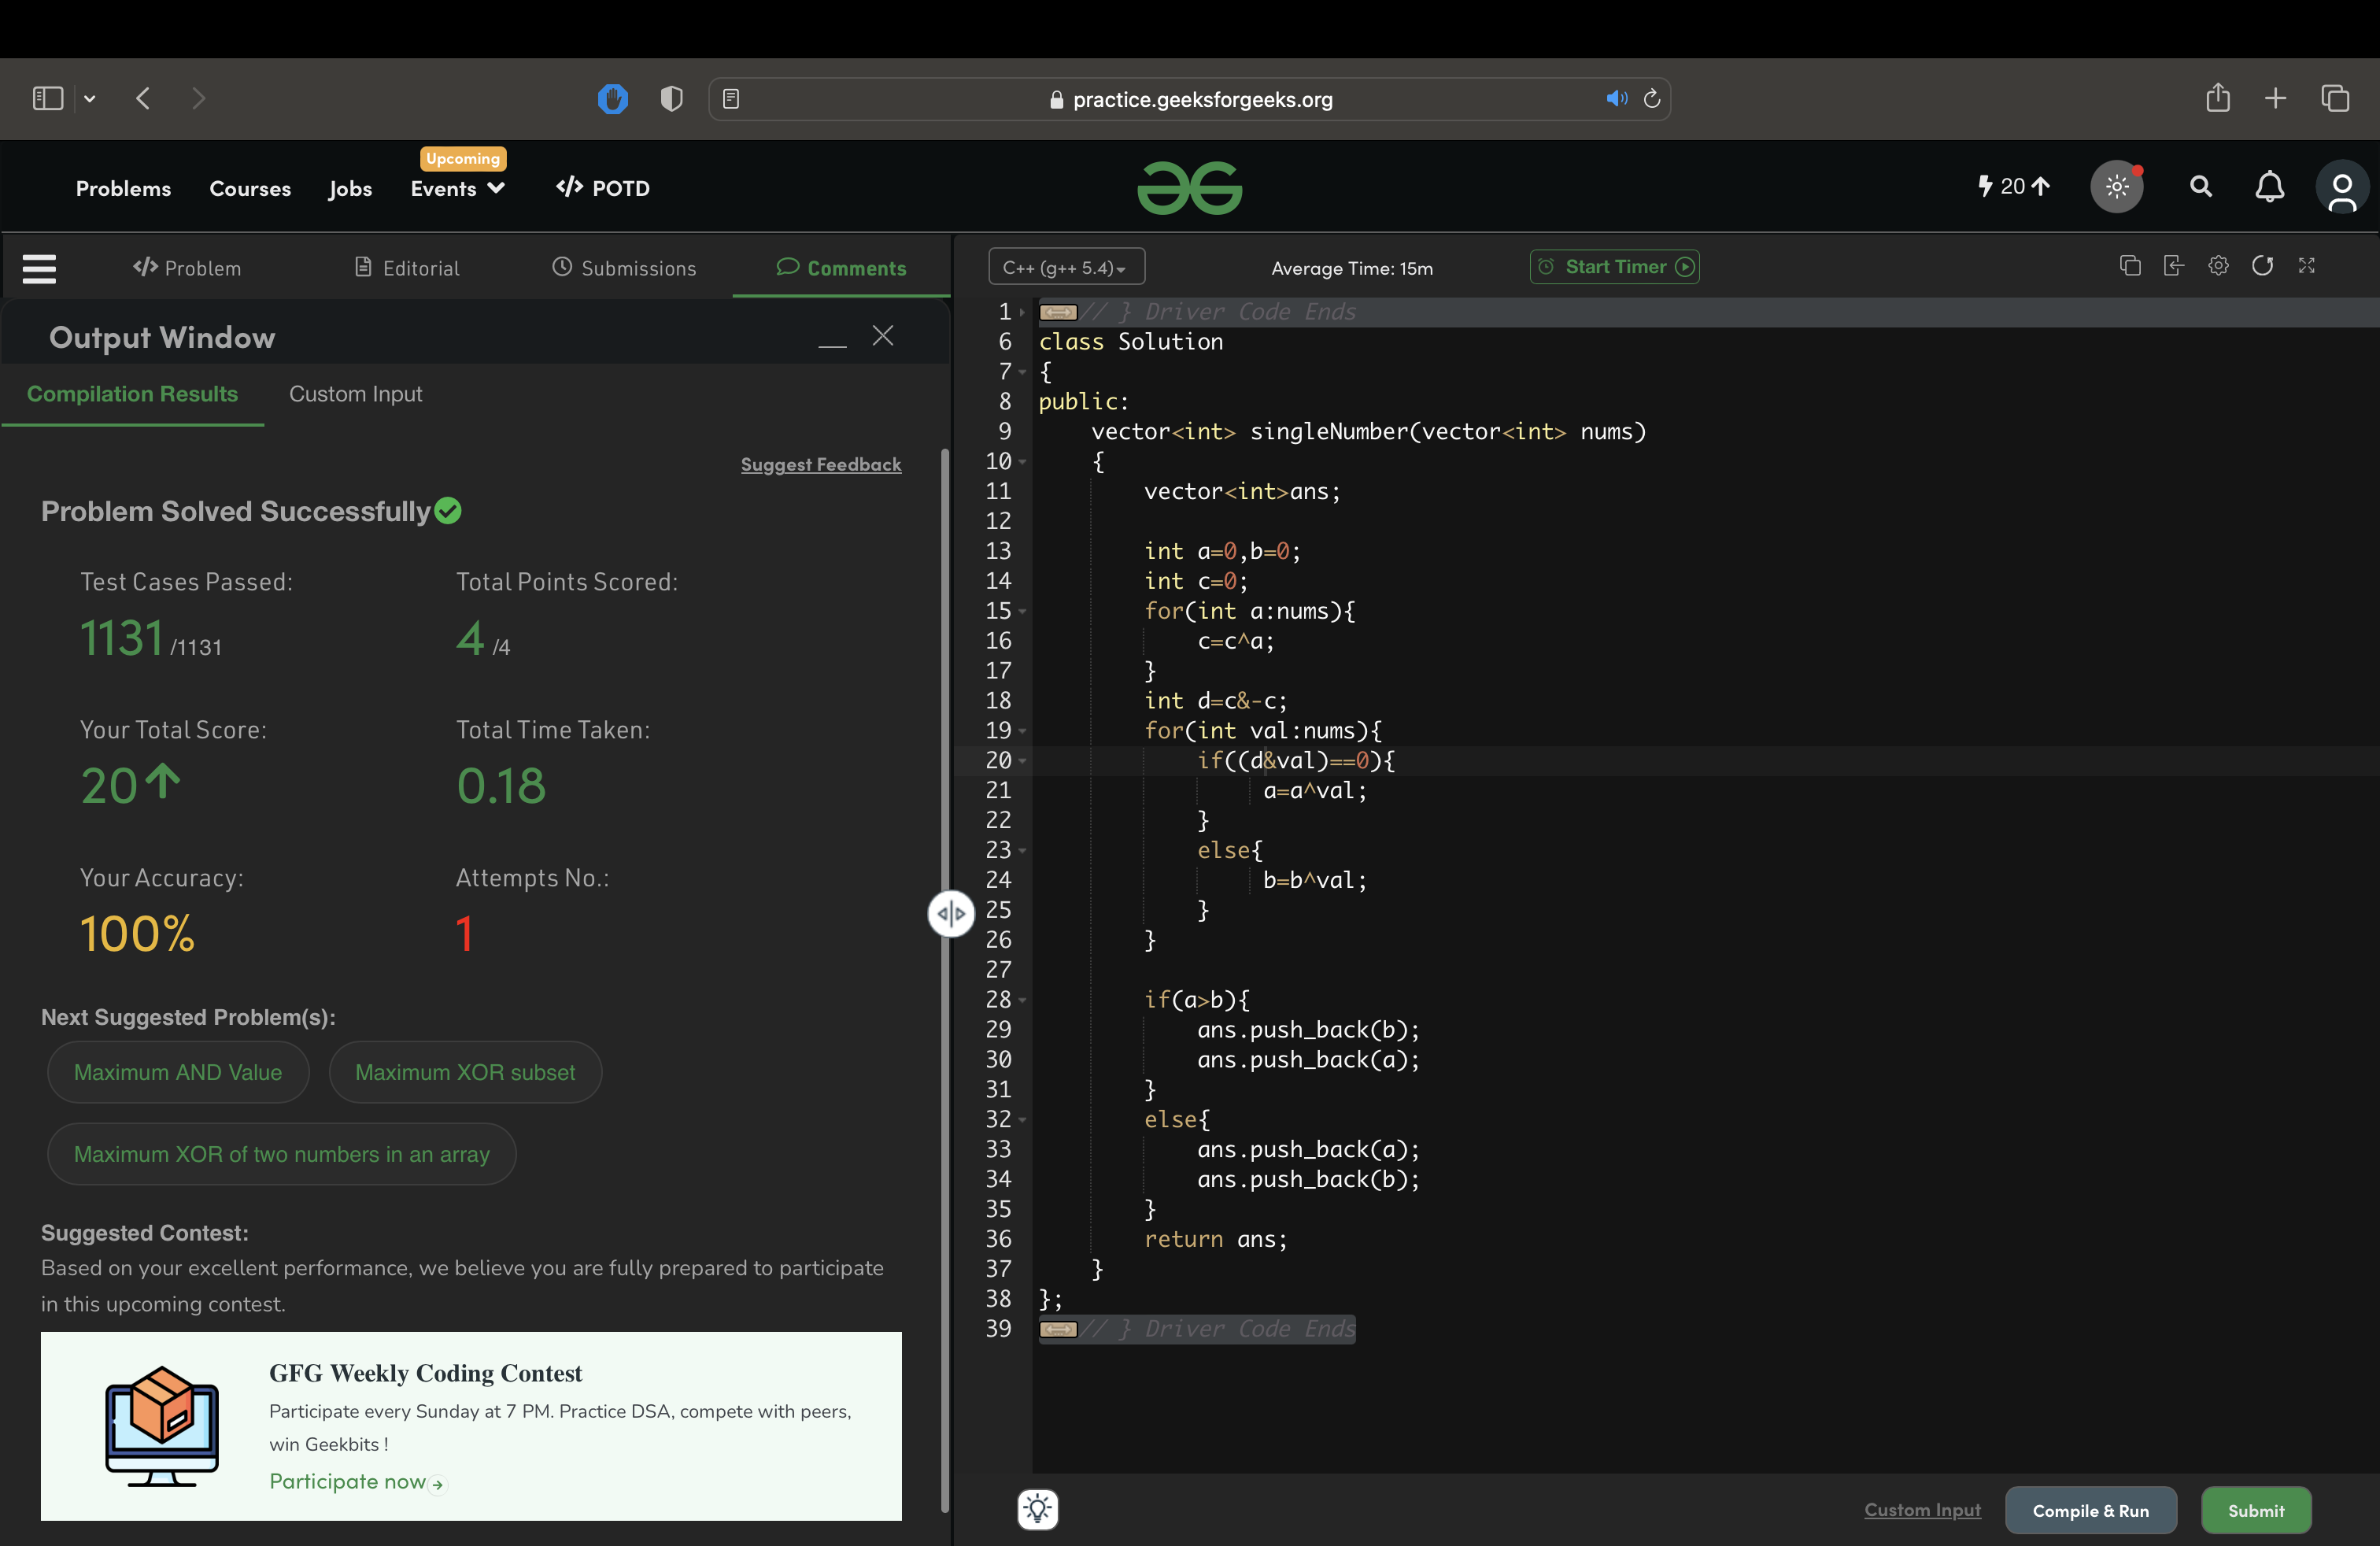 practice.geeksforgeeks.org
Upcoming
Problems Courses Jobs Events </> POTD
20
</> Problem Editorial Submissions Comments
C++ (g++ 5.4) Average Time: 15m Start Timer
Output Window
Compilation Results Custom Input
Suggest Feedback
Problem Solved Successfully
Test Cases Passed: Total Points Scored:
1131 /1131 4 /4
Your Total Score: Total Time Taken:
20 0.18
Your Accuracy: Attempts No.:
100% 1
Next Suggested Problem(s):
Maximum AND Value Maximum XOR subset
Maximum XOR of two numbers in an array
Suggested Contest:
Based on your excellent performance, we believe you are fully prepared to participate
in this upcoming contest.
GFG Weekly Coding Contest
Participate every Sunday at 7 PM. Practice DSA, compete with peers,
win Geekbits !
Participate now
1 // } Driver Code Ends
6 class Solution
7 {
8 public:
9 vector<int> singleNumber(vector<int> nums)
10 {
11 vector<int>ans;
12
13 int a=0,b=0;
14 int c=0;
15 for(int a:nums){
16 c=c^a;
17 }
18 int d=c&-c;
19 for(int val:nums){
20 if((d&val)==0){
21 a=a^val;
22 }
23 else{
24 b=b^val;
25 }
26 }
27
28 if(a>b){
29 ans.push_back(b);
30 ans.push_back(a);
31 }
32 else{
33 ans.push_back(a);
34 ans.push_back(b);
35 }
36 return ans;
37 }
38 };
39 // } Driver Code Ends
Custom Input Compile & Run Submit